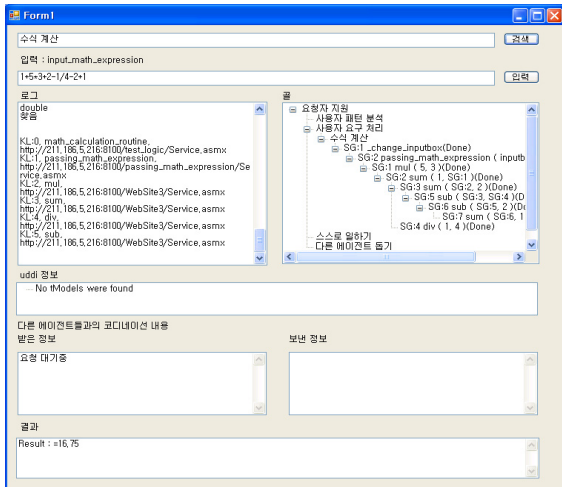 Form1
수식 계산
검색
입력 : input_math_expression
1+5*3+2-1/4-2+1
입력
로그
double
찾음
KL:0, math_calculation_routine,
http://211,186,5,216:8100/test_logic/Service,asmx
KL:1, passing_math_expression,
http://211,186,5,216:8100/passing_math_expression/Se
rvice,asmx
KL:2, mul,
http://211,186,5,216:8100/WebSite3/Service,asmx
KL:3, sum,
http://211,186,5,216:8100/WebSite3/Service,asmx
KL:4, div,
http://211,186,5,216:8100/WebSite3/Service,asmx
KL:5, sub,
http://211,186,5,216:8100/WebSite3/Service,asmx
골
요청자 지원
사용자 패턴 분석
사용자 요구 처리
수식 계산
SG:1 _change_inputbox(Done)
SG:2 passing_math_expression ( inputb
SG:1 mul ( 5, 3 )(Done)
SG:2 sum ( 1, SG:1 )(Done)
SG:3 sum ( SG:2, 2 )(Done)
SG:5 sub ( SG:3, SG:4 )(D
SG:6 sub ( SG:5, 2 )(Do
SG:7 sum ( SG:6, 1
SG:4 div ( 1, 4 )(Done)
스스로 일하기
다른 에이전트 돕기
uddi 정보
No tModels were found
다른 에이전트들과의 코디네이션 내용
받은 정보
요청 대기중
보낸 정보
결과
Result : =16,75